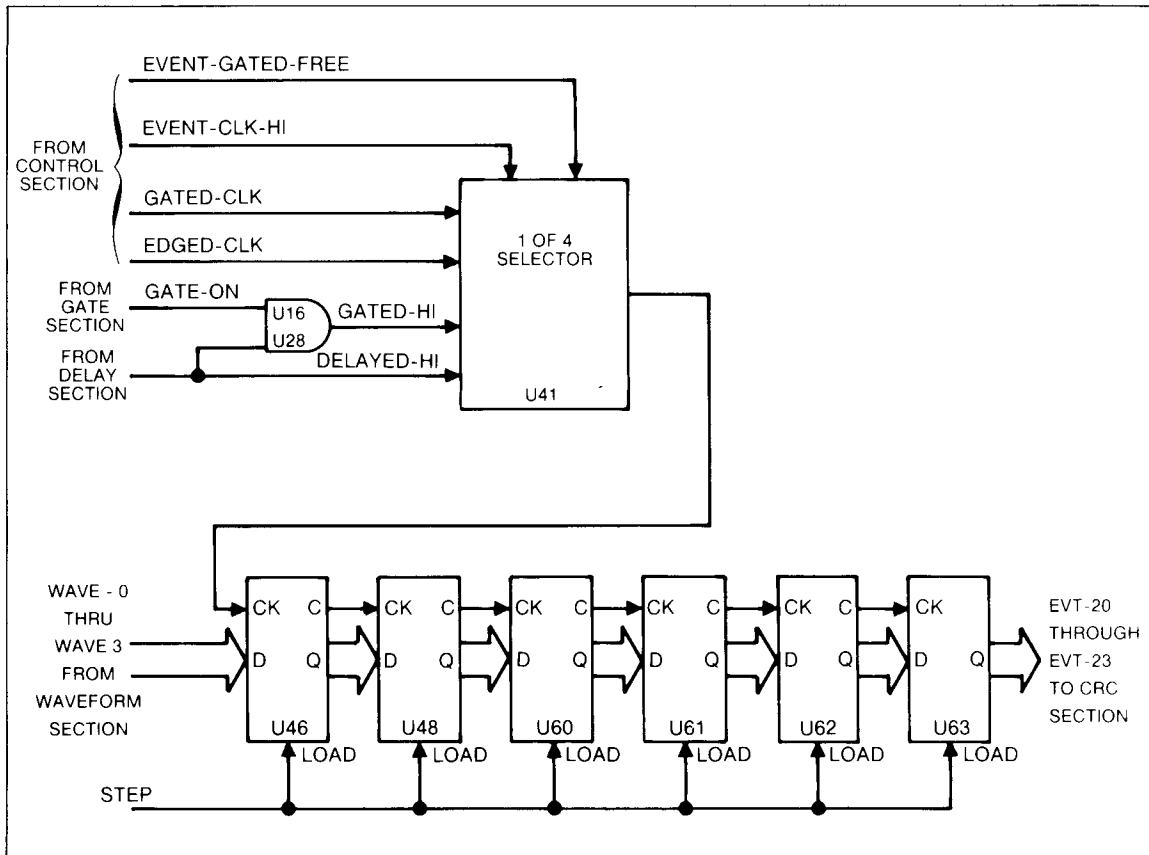 EVENT-GATED-FREE
EVENT-CLK-HI
FROM
CONTROL
SECTION
GATED-CLK
EDGED-CLK
1 OF 4
SELECTOR
FROM
GATE
SECTION
GATE-ON
U16
U28
GATED-HI
FROM
DELAY
SECTION
DELAYED-HI
U41
WAVE - 0
THRU
WAVE 3
FROM
WAVEFORM
SECTION
CK C
D Q
U46
LOAD
CK C
D Q
U48
LOAD
CK C
D Q
U60
LOAD
CK C
D Q
U61
LOAD
CK C
D Q
U62
LOAD
CK
D Q
U63
LOAD
EVT-20
THROUGH
EVT-23
TO CRC
SECTION
STEP